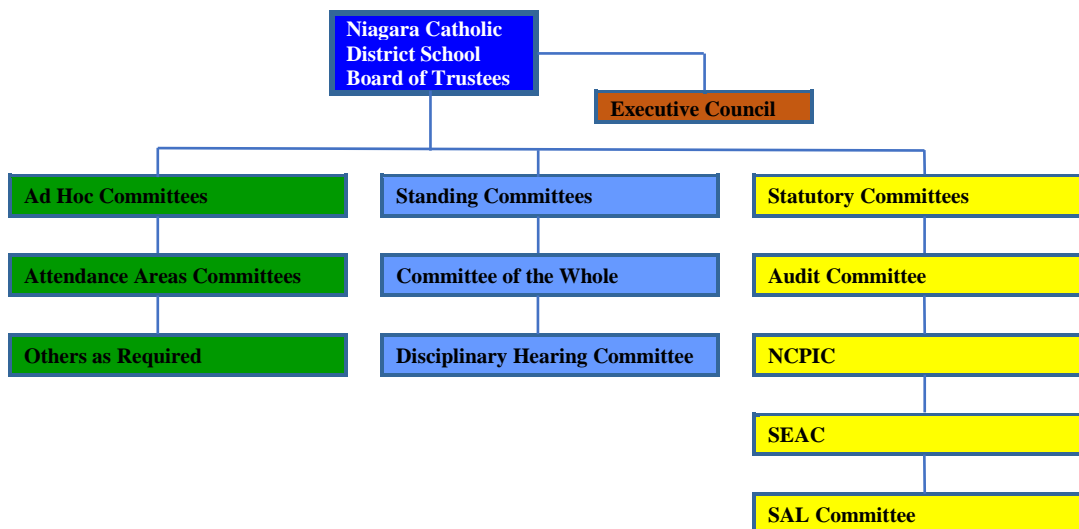 Niagara Catholic
District School
Board of Trustees
Executive Council
Ad Hoc Committees
Standing Committees
Statutory Committees
Attendance Areas Committees
Committee of the Whole
Audit Committee
Others as Required
Disciplinary Hearing Committee
NCPIC
SEAC
SAL Committee